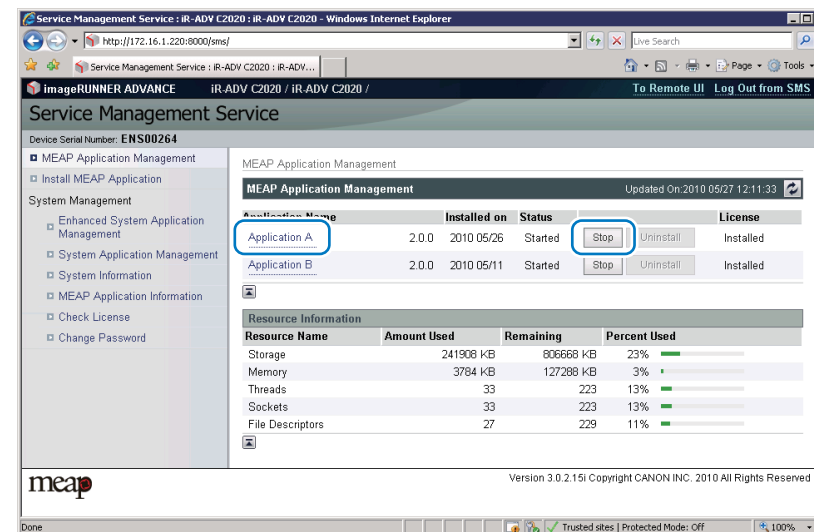 Service Management Service : iR-ADV C2020 : iR-ADV C2020 - Windows Internet Explorer
http://172.16.1.220:8000/sms/
Live Search
Service Management Service : iR-ADV C2020 : iR-ADV...
Page
Tools
imageRUNNER ADVANCE iR-ADV C2020 / iR-ADV C2020 / To Remote UI Log Out from SMS
Service Management Service
Device Serial Number: ENS00264
MEAP Application Management
Install MEAP Application
System Management
Enhanced System Application
Management
System Application Management
System Information
MEAP Application Information
Check License
Change Password
MEAP Application Management
MEAP Application Management Updated On:2010 05/27 12:11:33
Application Name Installed on Status License
Application A 2.0.0 2010 05/26 Started Stop Uninstall Installed
Application B 2.0.0 2010 05/11 Started Stop Uninstall Installed
Resource Information
Resource Name Amount Used Remaining Percent Used
Storage 241908 KB 806668 KB 23%
Memory 3784 KB 127288 KB 3%
Threads 33 223 13%
Sockets 33 223 13%
File Descriptors 27 229 11%
meap
Version 3.0.2.15i Copyright CANON INC. 2010 All Rights Reserved
Done Trusted sites | Protected Mode: Off 100%